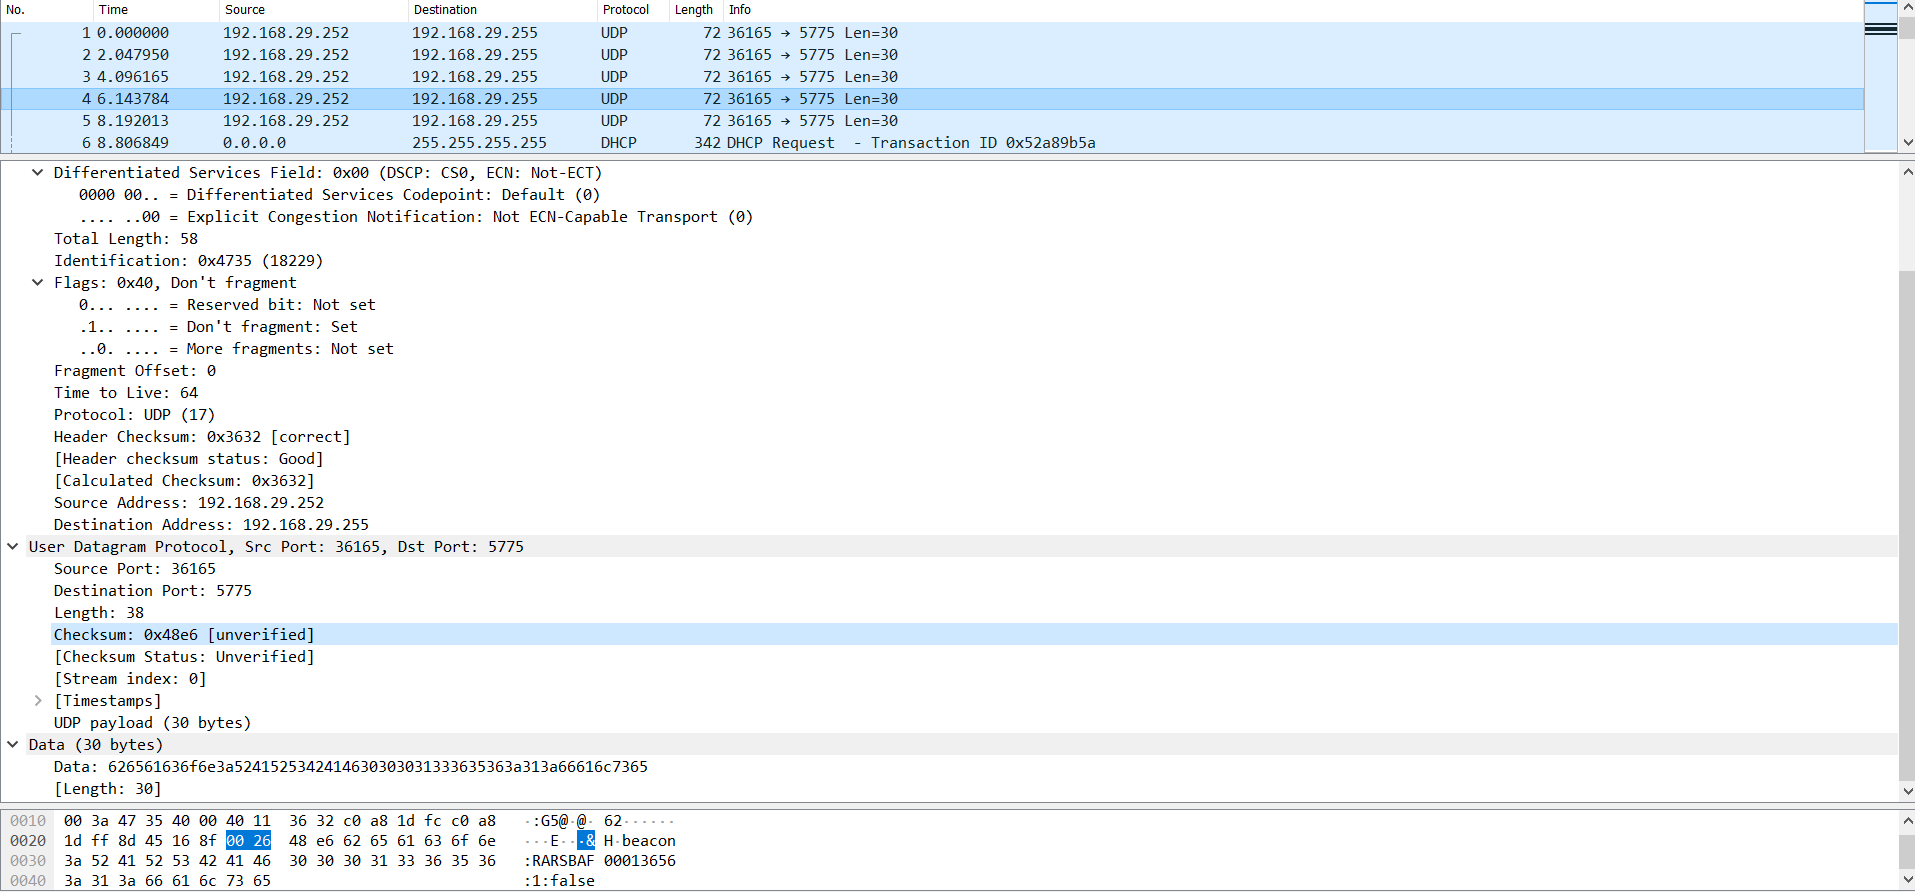 No. Time Source Destination Protocol Length Info
1 0.000000 192.168.29.252 192.168.29.255 UDP 72 36165 → 5775 Len=30
2 2.047950 192.168.29.252 192.168.29.255 UDP 72 36165 → 5775 Len=30
3 4.096165 192.168.29.252 192.168.29.255 UDP 72 36165 → 5775 Len=30
4 6.143784 192.168.29.252 192.168.29.255 UDP 72 36165 → 5775 Len=30
5 8.192013 192.168.29.252 192.168.29.255 UDP 72 36165 → 5775 Len=30
6 8.806849 0.0.0.0 255.255.255.255 DHCP 342 DHCP Request - Transaction ID 0x52a89b5a
Differentiated Services Field: 0x00 (DSCP: CS0, ECN: Not-ECT)
0000 00.. = Differentiated Services Codepoint: Default (0)
.... ..00 = Explicit Congestion Notification: Not ECN-Capable Transport (0)
Total Length: 58
Identification: 0x4735 (18229)
Flags: 0x40, Don't fragment
0... .... = Reserved bit: Not set
.1.. .... = Don't fragment: Set
..0. .... = More fragments: Not set
Fragment Offset: 0
Time to Live: 64
Protocol: UDP (17)
Header Checksum: 0x3632 [correct]
[Header checksum status: Good]
[Calculated Checksum: 0x3632]
Source Address: 192.168.29.252
Destination Address: 192.168.29.255
User Datagram Protocol, Src Port: 36165, Dst Port: 5775
Source Port: 36165
Destination Port: 5775
Length: 38
Checksum: 0x48e6 [unverified]
[Checksum Status: Unverified]
[Stream index: 0]
[Timestamps]
UDP payload (30 bytes)
Data (30 bytes)
Data: 626561636f6e3a5241525342414630303031333635363a313a66616c7365
[Length: 30]
0010 00 3a 47 35 40 00 40 11 36 32 c0 a8 1d fc c0 a8 ·:G5@·@· 62······
0020 1d ff 8d 45 16 8f 00 26 48 e6 62 65 61 63 6f 6e ···E···& H·beacon
0030 3a 52 41 52 53 42 41 46 30 30 30 31 33 36 35 36 :RARSBAF 00013656
0040 3a 31 3a 66 61 6c 73 65 :1:false